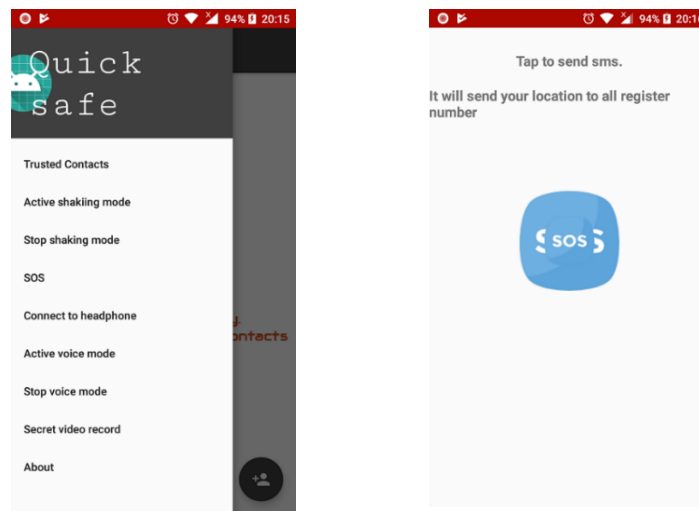 94% 20:15
Quick
safe
Trusted Contacts
Active shakiing mode
Stop shaking mode
SOS
Connect to headphone
Active voice mode
Stop voice mode
Secret video record
About
94%
Tap to send sms.
It will send your location to all register
number
SOS